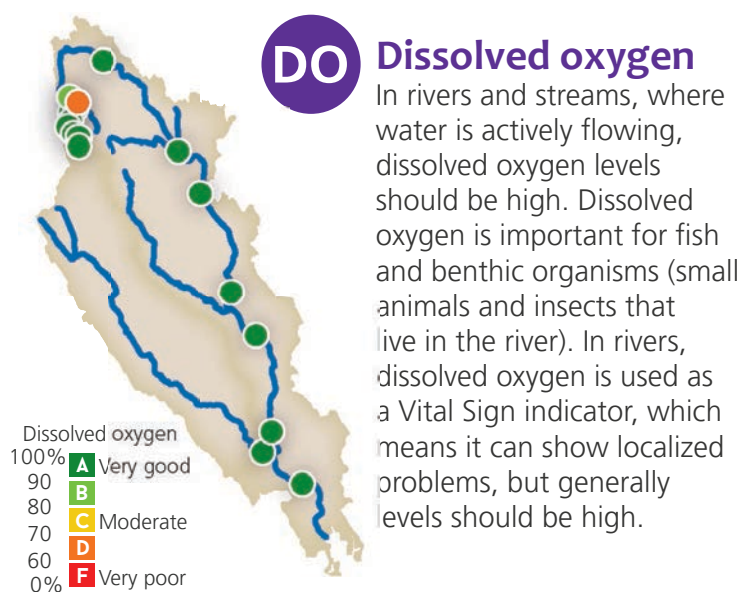 DO
Dissolved oxygen
In rivers and streams, where
water is actively flowing,
dissolved oxygen levels
should be high. Dissolved
oxygen is important for fish
and benthic organisms (small
animals and insects that
live in the river). In rivers,
dissolved oxygen is used as
a Vital Sign indicator, which
means it can show localized
problems, but generally
levels should be high.
Dissolved oxygen
100%
A Very good
90
B
80
C Moderate
70
D
60
F Very poor
0%